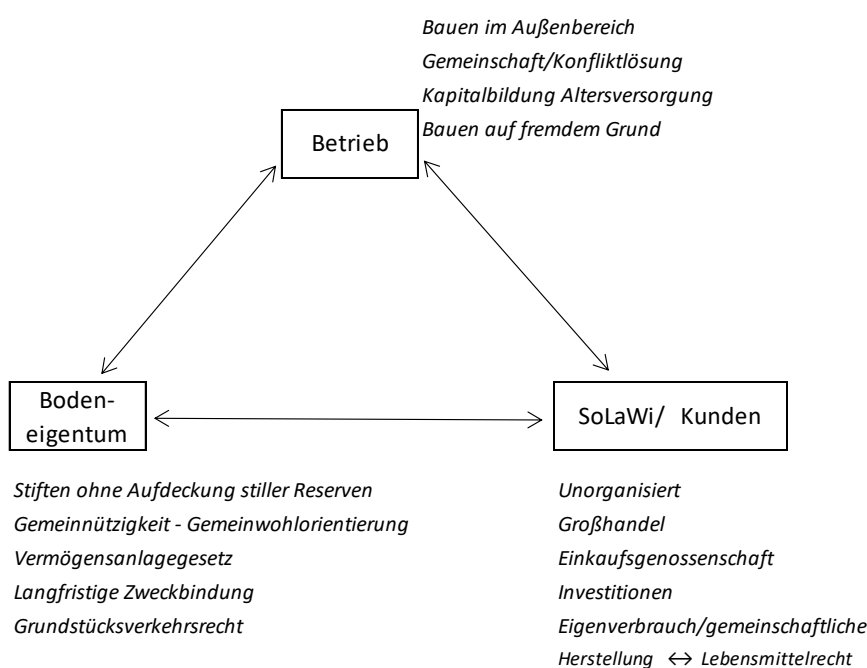 Bauen im Außenbereich
Gemeinschaft/Konfliktlösung
Kapitalbildung Altersversorgung
Bauen auf fremdem Grund
Betrieb
Boden-
eigentum
SoLaWi/ Kunden
Stiften ohne Aufdeckung stiller Reserven
Gemeinnützigkeit - Gemeinwohlorientierung
Vermögensanlagegesetz
Langfristige Zweckbindung
Grundstücksverkehrsrecht
Unorganisiert
Großhandel
Einkaufsgenossenschaft
Investitionen
Eigenverbrauch/gemeinschaftliche
Herstellung ↔ Lebensmittelrecht